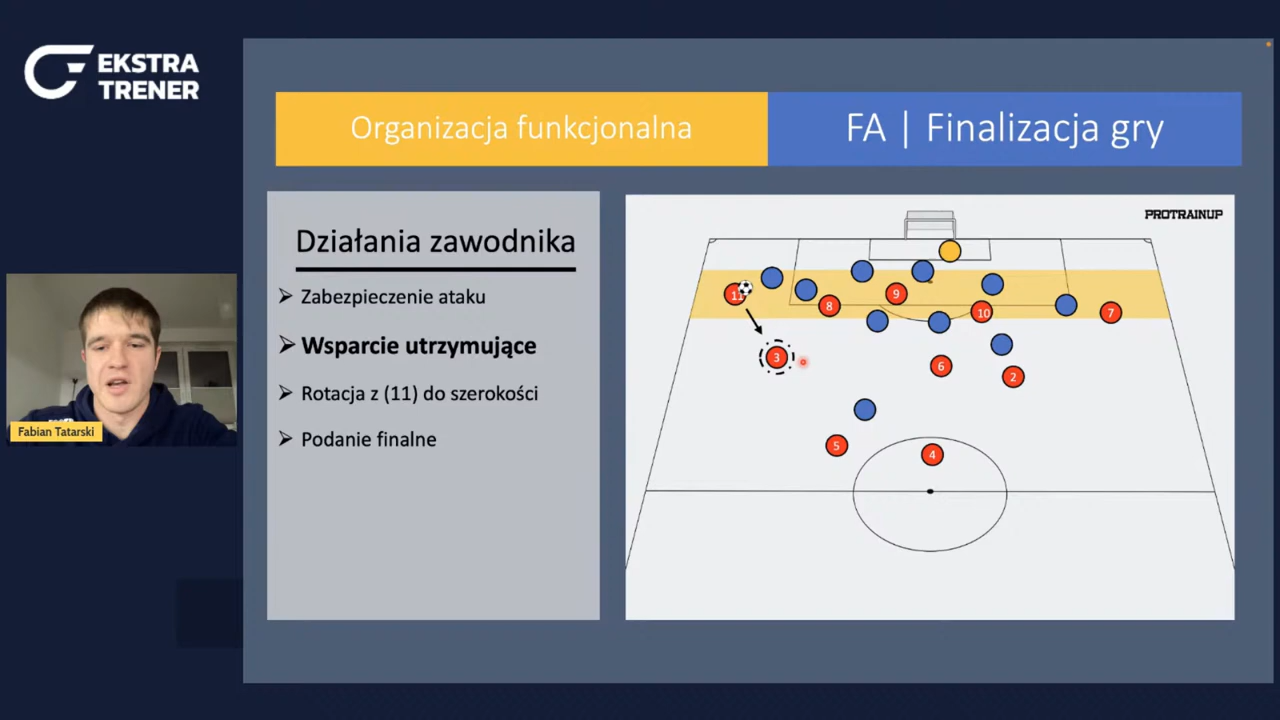 EKSTRA
TRENER
Organizacja funkcjonalna
FA | Finalizacja gry
Działania zawodnika
Zabezpieczenie ataku
Wsparcie utrzymujące
Rotacja z (11) do szerokości
Podanie finalne
PROTRAINUP
11
8
9
10
7
3
6
2
5
4
Fabian Tatarski